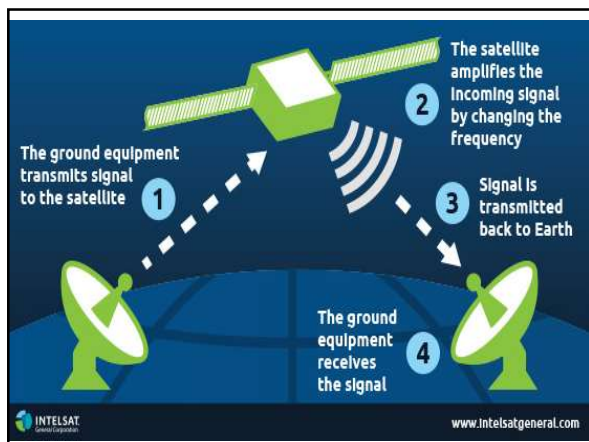 The ground equipment
transmits signal
to the satellite
1
The satellite
amplifies the
incoming signal
by changing the
frequency
2
3
Signal is
transmitted
back to Earth
The ground
equipment
receives
the signal
4
INTELSAT
General Corporation
www.intelsatgeneral.com